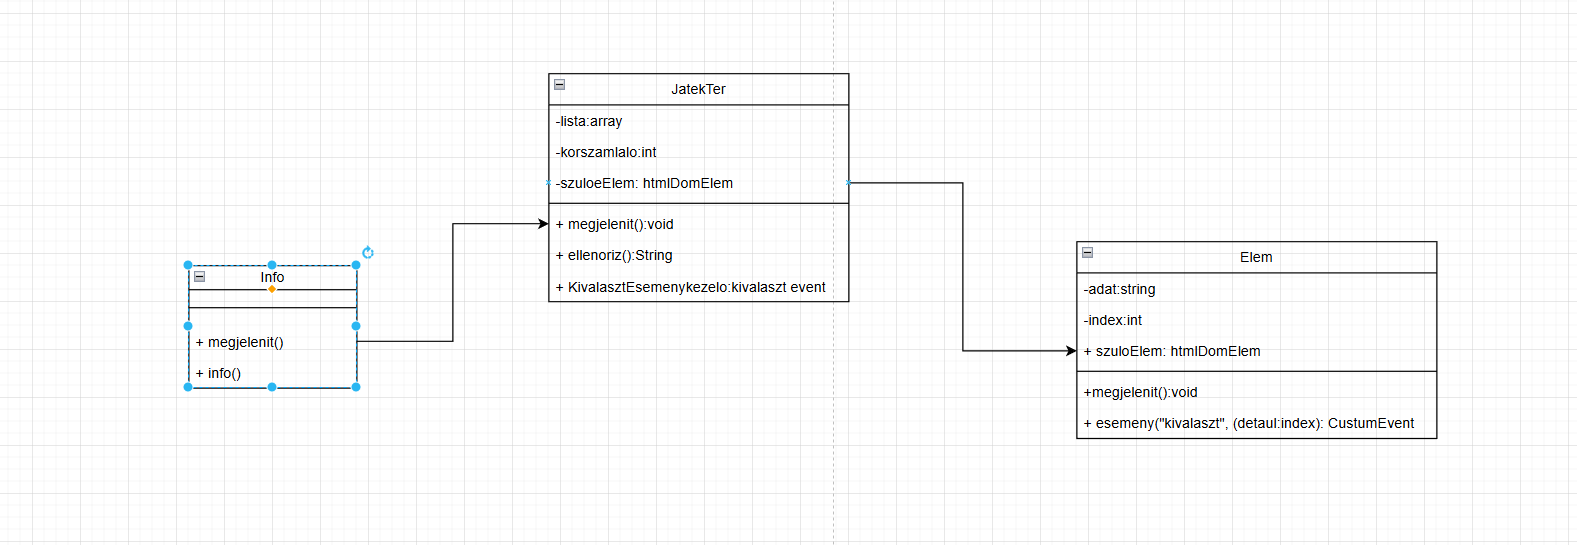 JatekTer
-lista:array
-korszamlalo:int
-szuloeElem: htmlDomElem
+ megjelenit():void
+ ellenoriz():String
+ KivalasztEsemenykezelo:kivalaszt event
Info
+ megjelenit()
+ info()
Elem
-adat:string
-index:int
+ szuloElem: htmlDomElem
+megjelenit():void
+ esemeny("kivalaszt", (detaul:index): CustumEvent